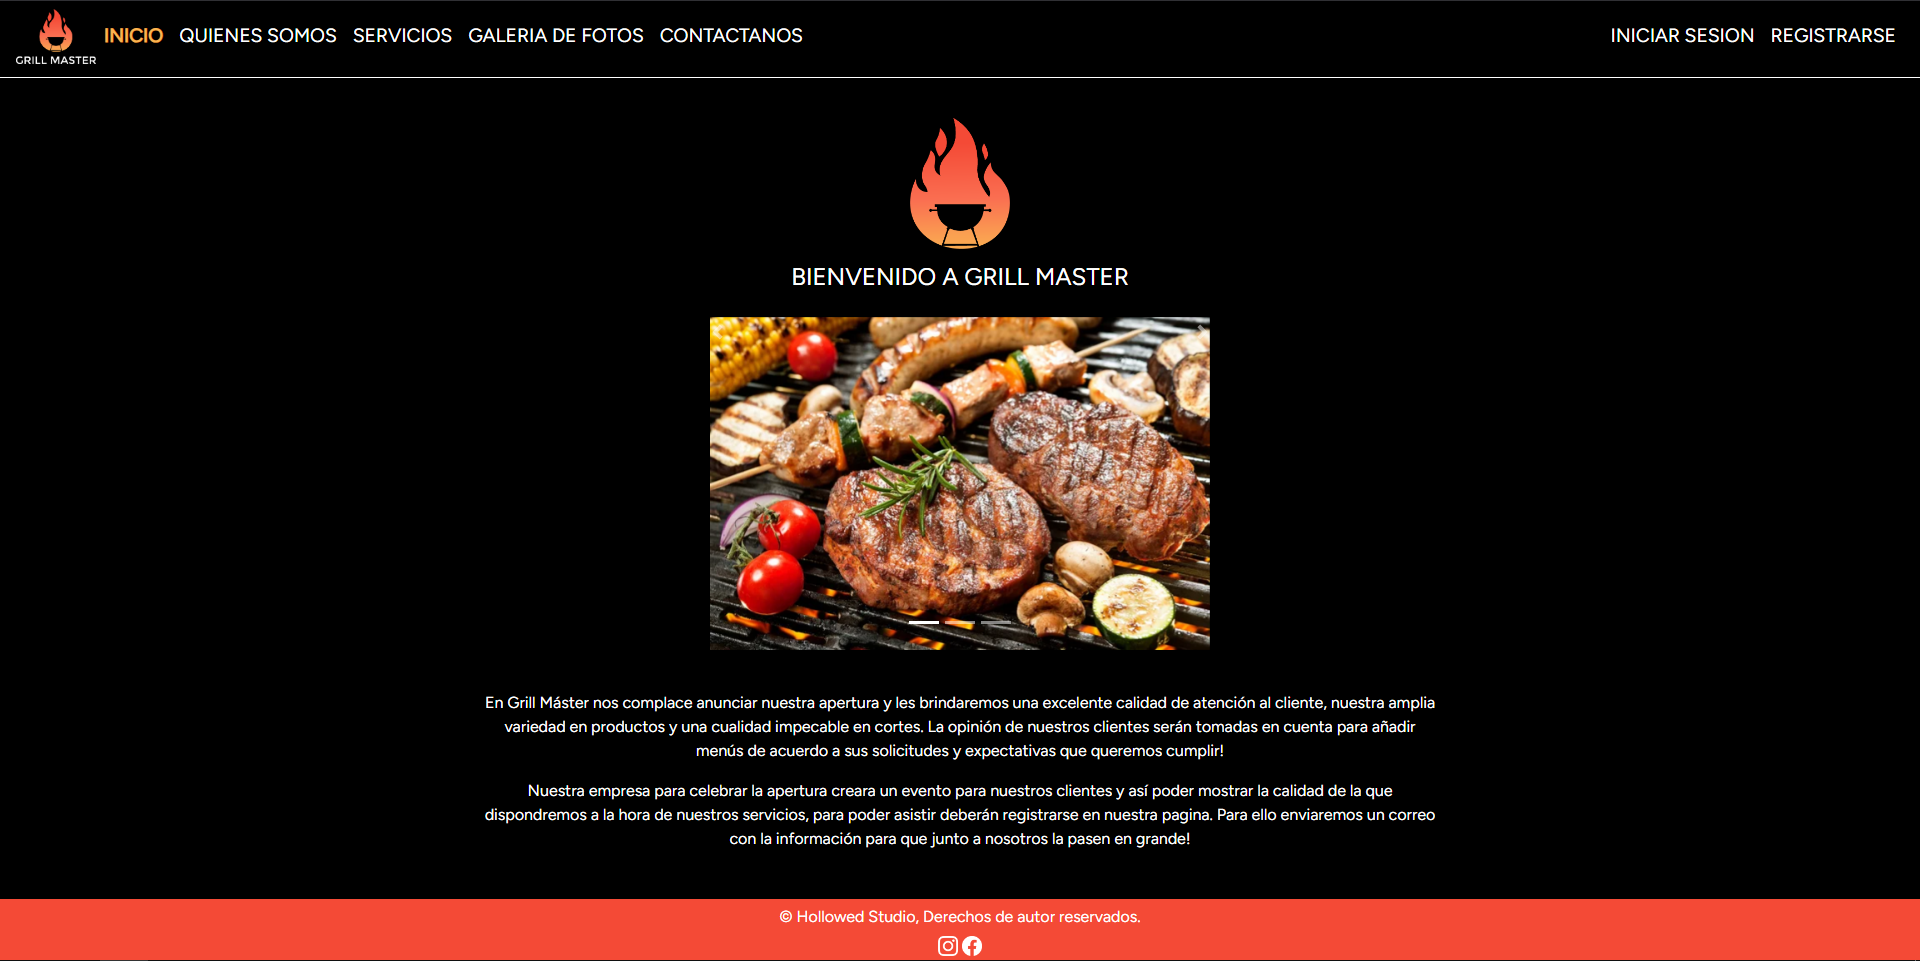 GRILL MASTER
INICIO QUIENES SOMOS SERVICIOS GALERIA DE FOTOS CONTACTANOS INICIAR SESION REGISTRARSE
BIENVENIDO A GRILL MASTER
En Grill Máster nos complace anunciar nuestra apertura y les brindaremos una excelente calidad de atención al cliente, nuestra amplia
variedad en productos y una cualidad impecable en cortes. La opinión de nuestros clientes serán tomadas en cuenta para añadir
menús de acuerdo a sus solicitudes y expectativas que queremos cumplir!
Nuestra empresa para celebrar la apertura creara un evento para nuestros clientes y así poder mostrar la calidad de la que
dispondremos a la hora de nuestros servicios, para poder asistir deberán registrarse en nuestra pagina. Para ello enviaremos un correo
con la información para que junto a nosotros la pasen en grande!
© Hollowed Studio, Derechos de autor reservados.